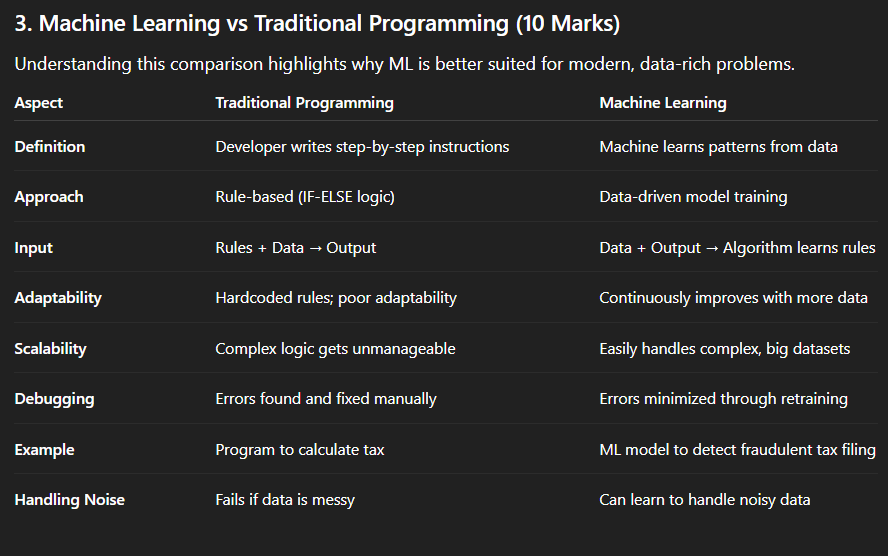 3. Machine Learning vs Traditional Programming (10 Marks)
Understanding this comparison highlights why ML is better suited for modern, data-rich problems.
Aspect Traditional Programming Machine Learning
Definition Developer writes step-by-step instructions Machine learns patterns from data
Approach Rule-based (IF-ELSE logic) Data-driven model training
Input Rules + Data → Output Data + Output → Algorithm learns rules
Adaptability Hardcoded rules; poor adaptability Continuously improves with more data
Scalability Complex logic gets unmanageable Easily handles complex, big datasets
Debugging Errors found and fixed manually Errors minimized through retraining
Example Program to calculate tax ML model to detect fraudulent tax filing
Handling Noise Fails if data is messy Can learn to handle noisy data